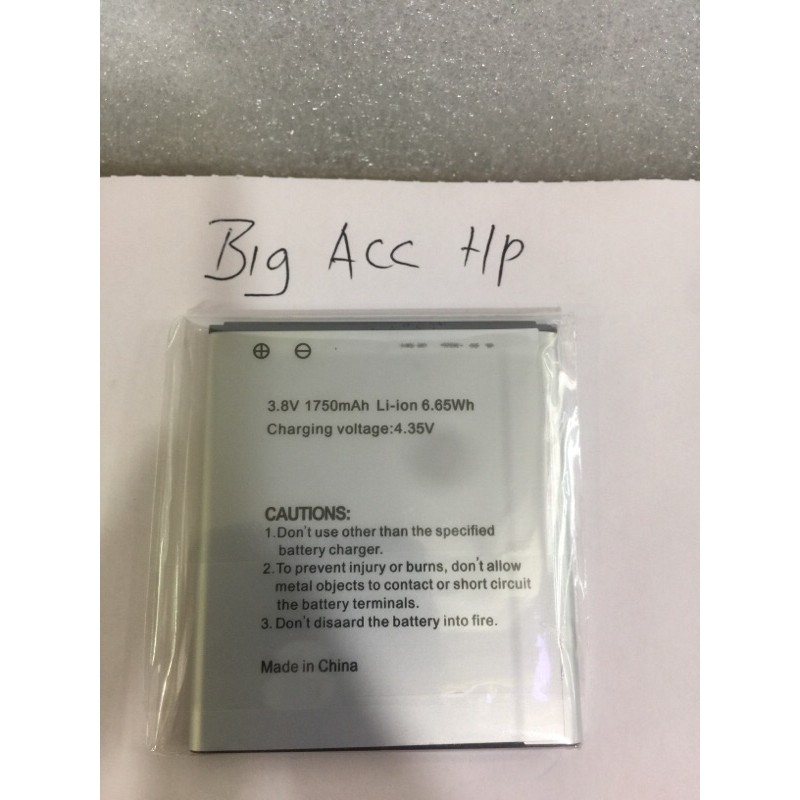 Big Acc Hp
⊕ ⊖
3.8V 1750mAh Li-ion 6.65Wh
Charging voltage:4.35V
CAUTIONS:
1.Don't use other than the specified
battery charger.
2.To prevent injury or burns, don't allow
metal objects to contact or short circuit
the battery terminals.
3. Don't disaard the battery into fire.
Made in China